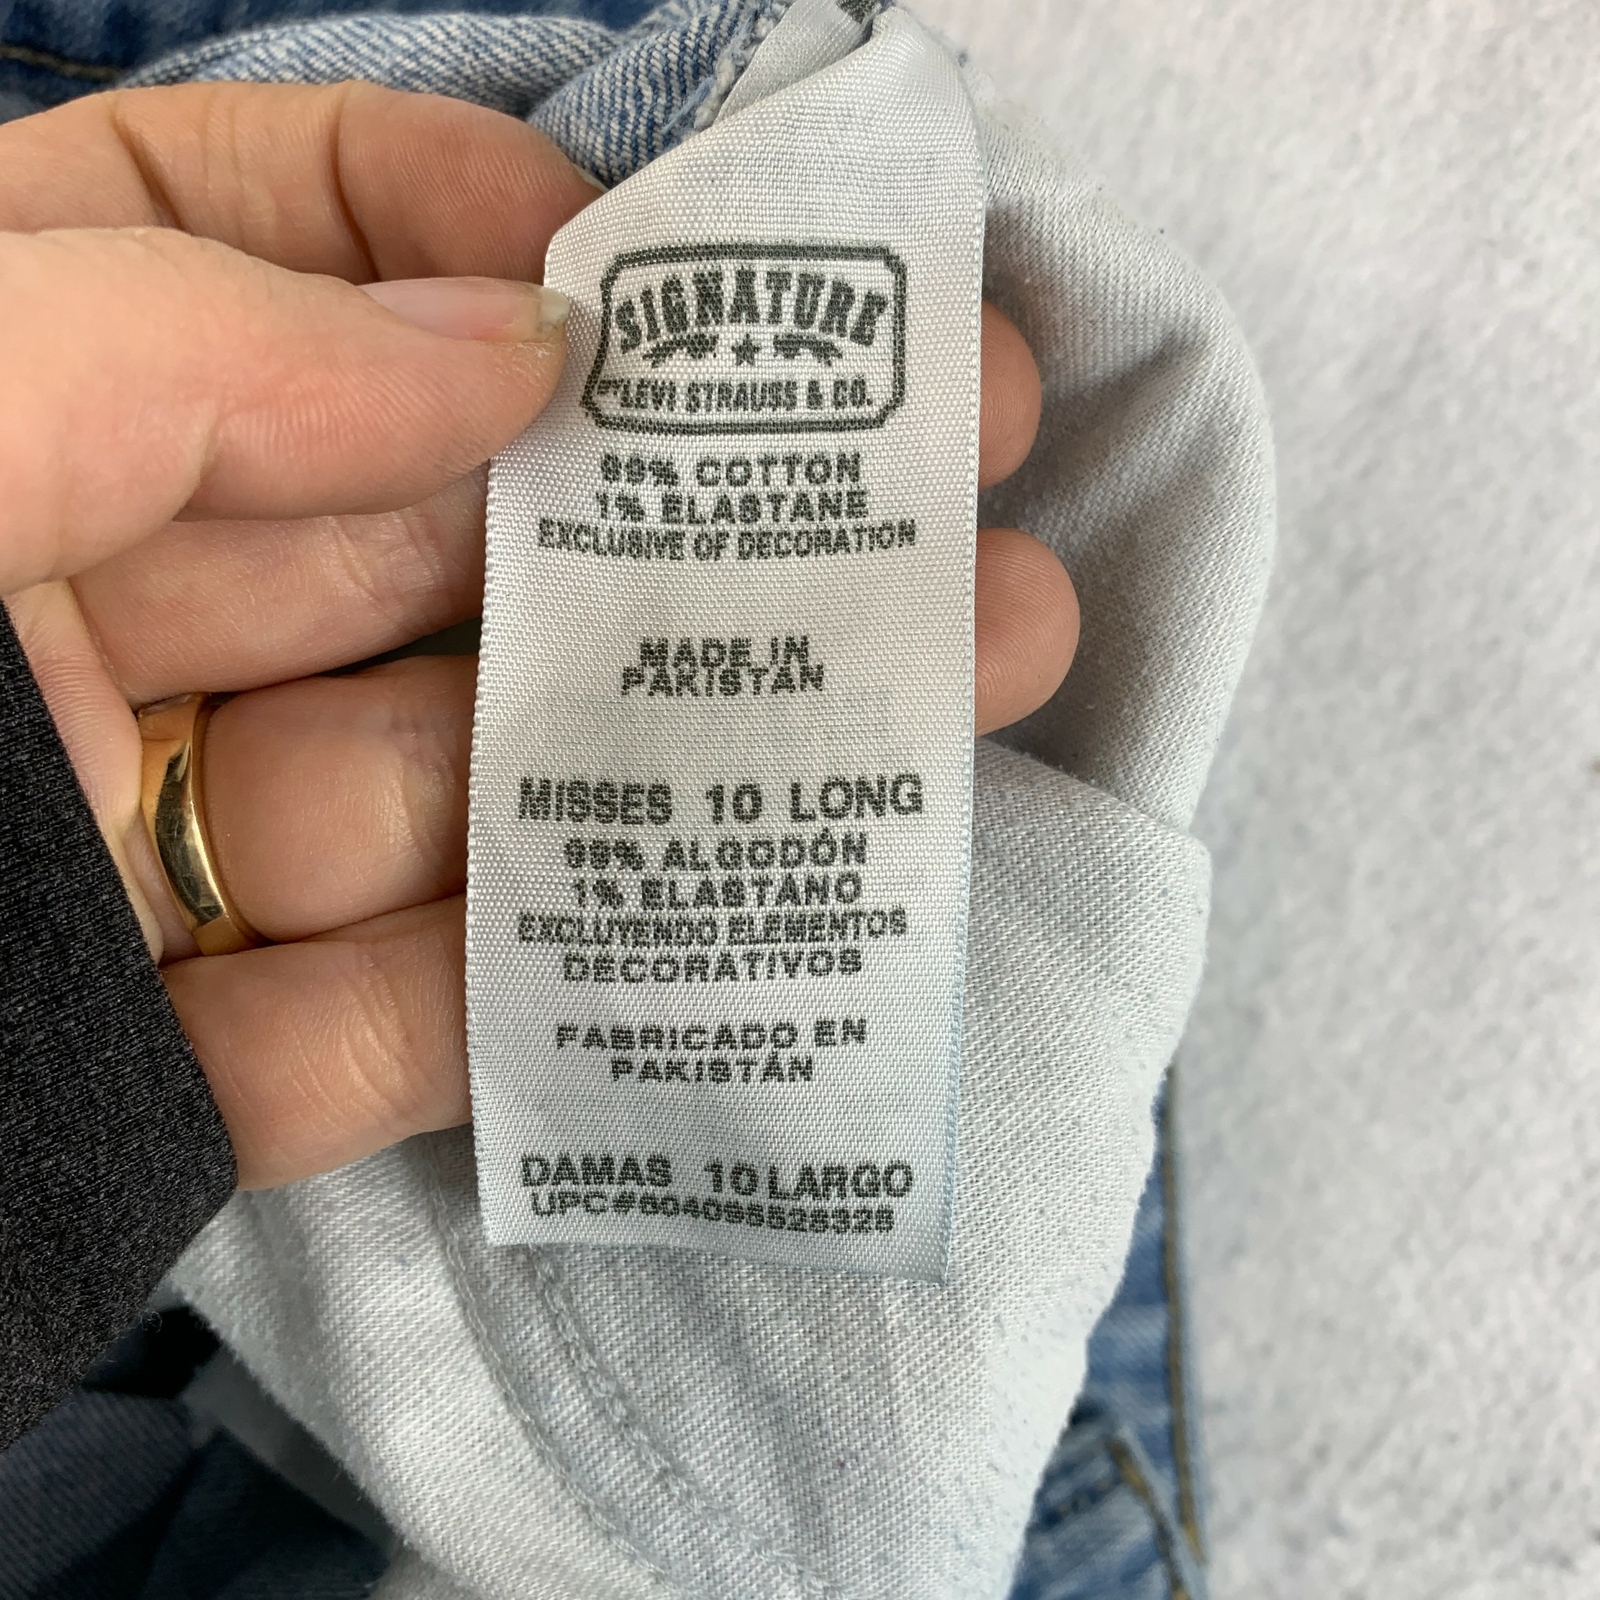 SIGNATURE
BY LEVI STRAUSS & CO.
99% COTTON
1% ELASTANE
EXCLUSIVE OF DECORATION
MADE IN
PAKISTAN
MISSES 10 LONG
99% ALGODÓN
1% ELASTANO
EXCLUYENDO ELEMENTOS
DECORATIVOS
FABRICADO EN
PAKISTÁN
DAMAS 10 LARGO